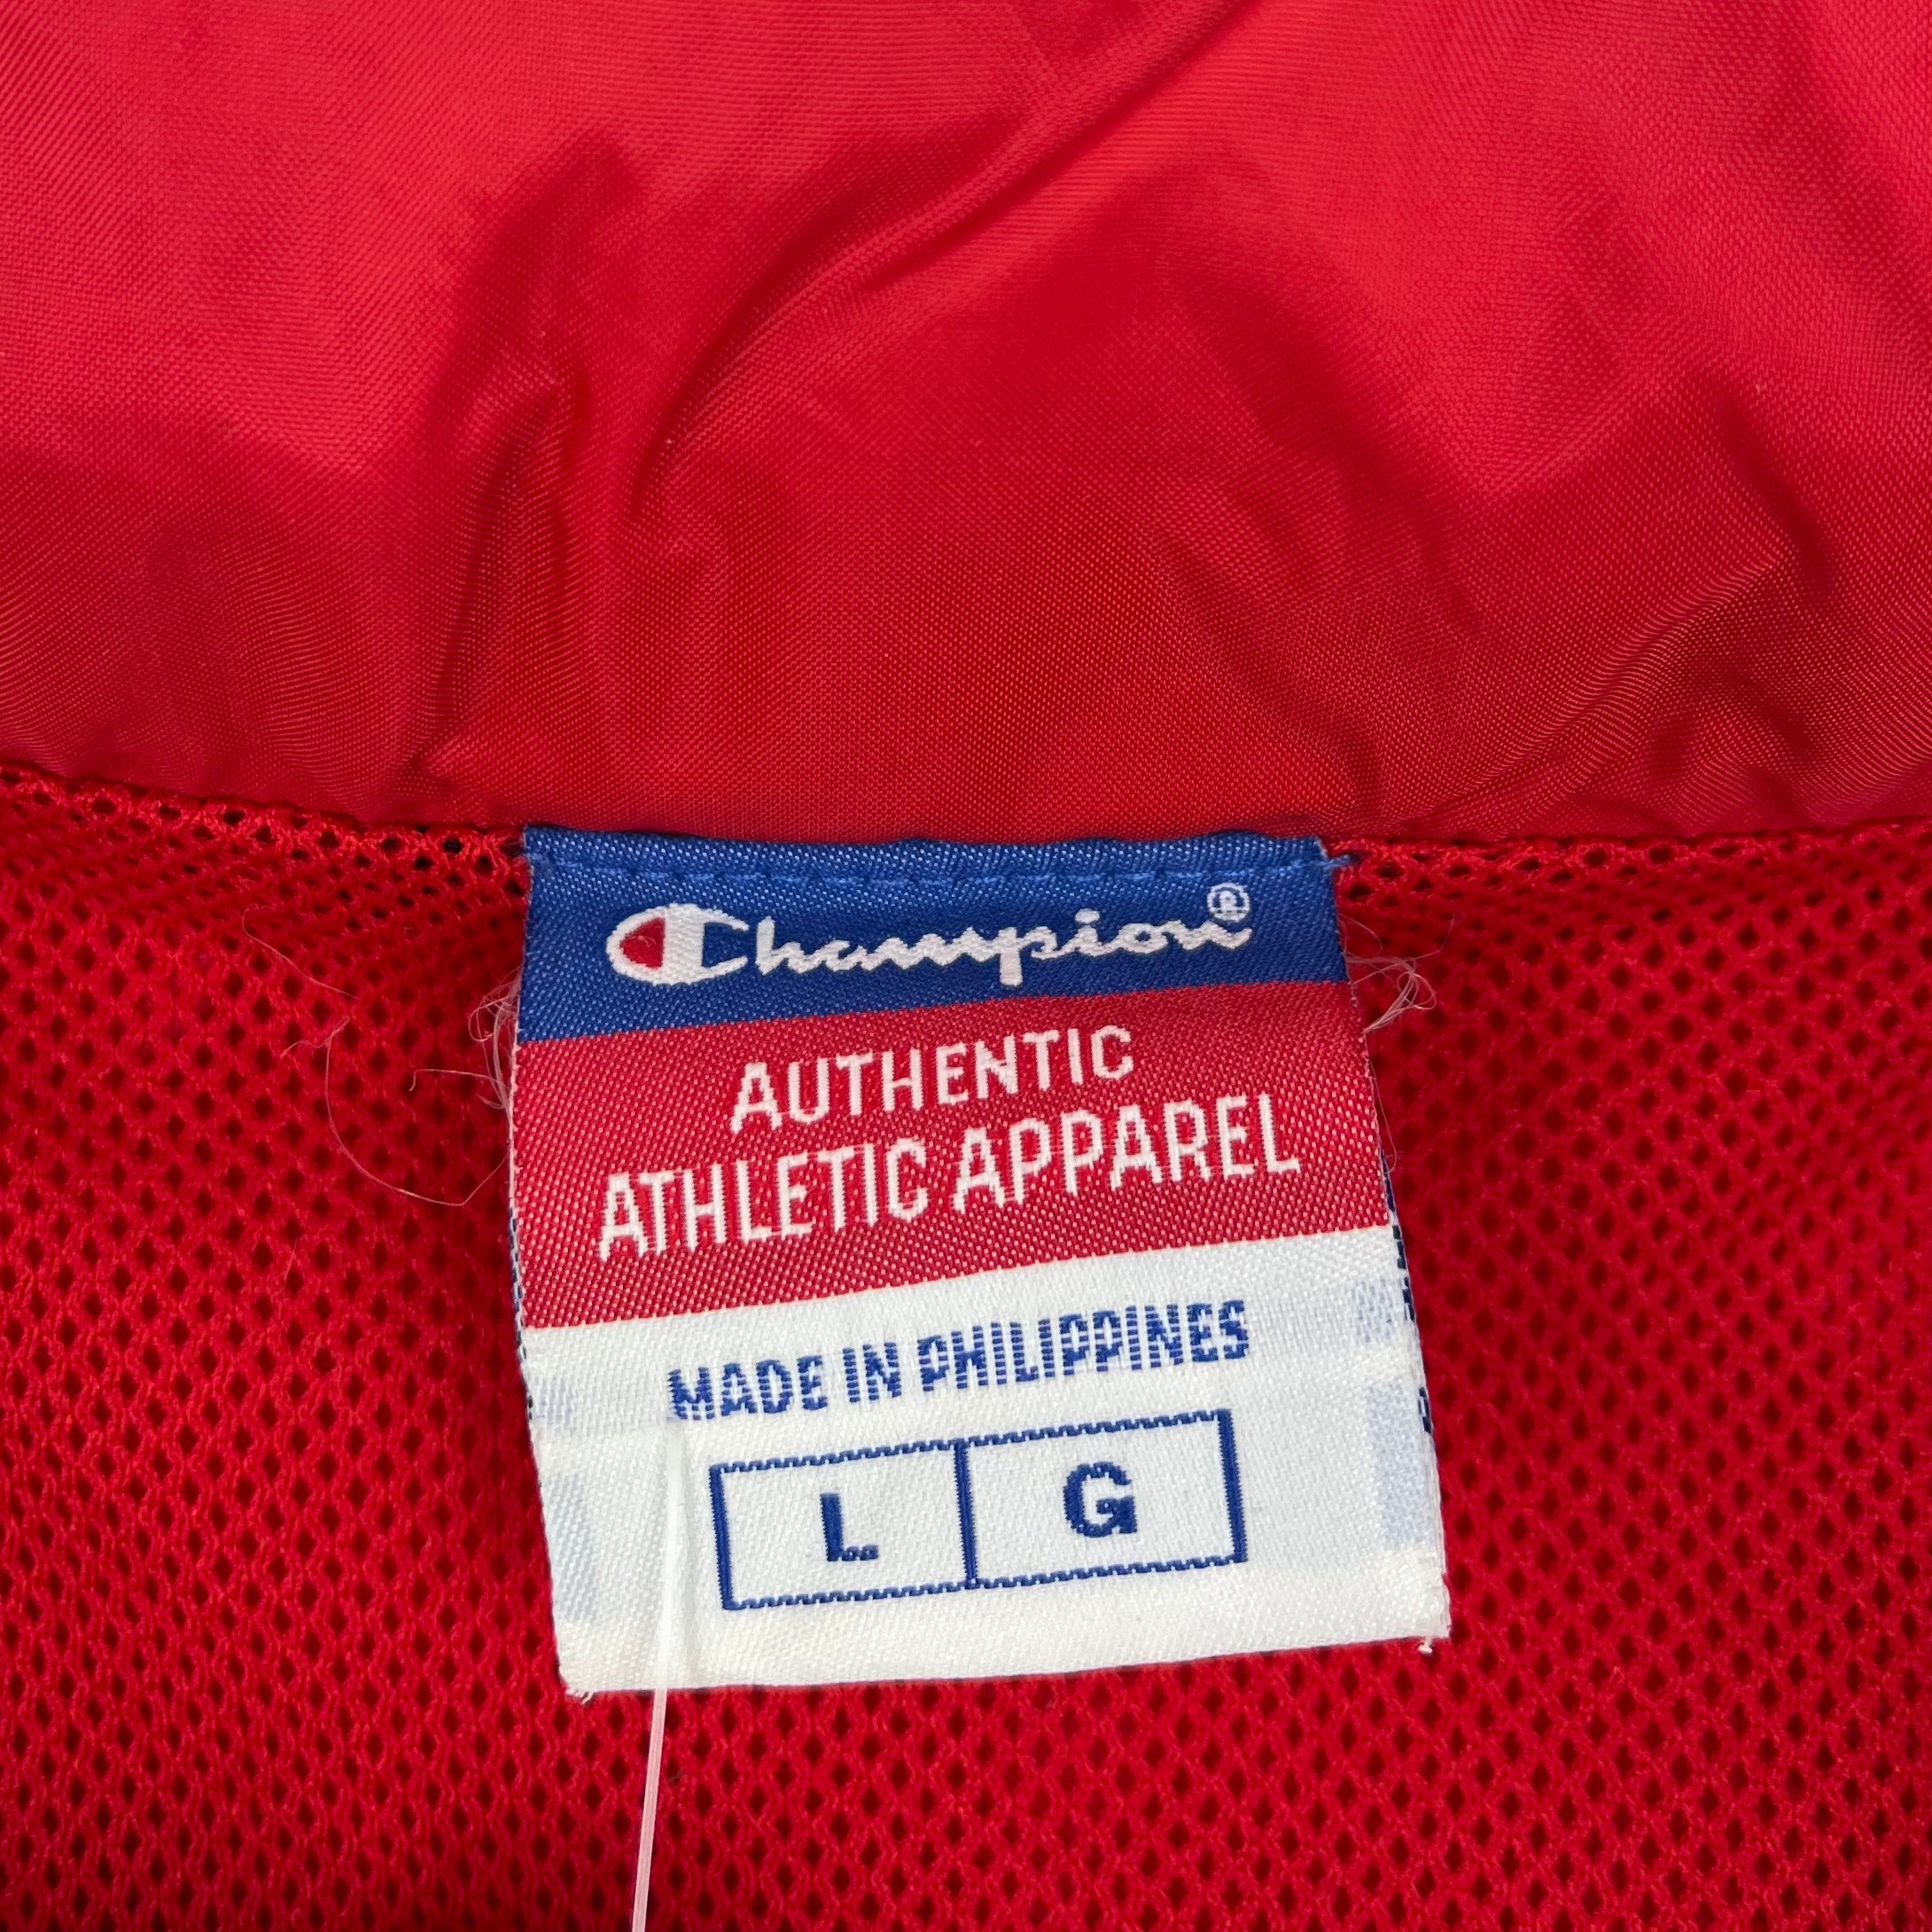 Champion®
AUTHENTIC
ATHLETIC APPAREL
MADE IN PHILIPPINES
L G